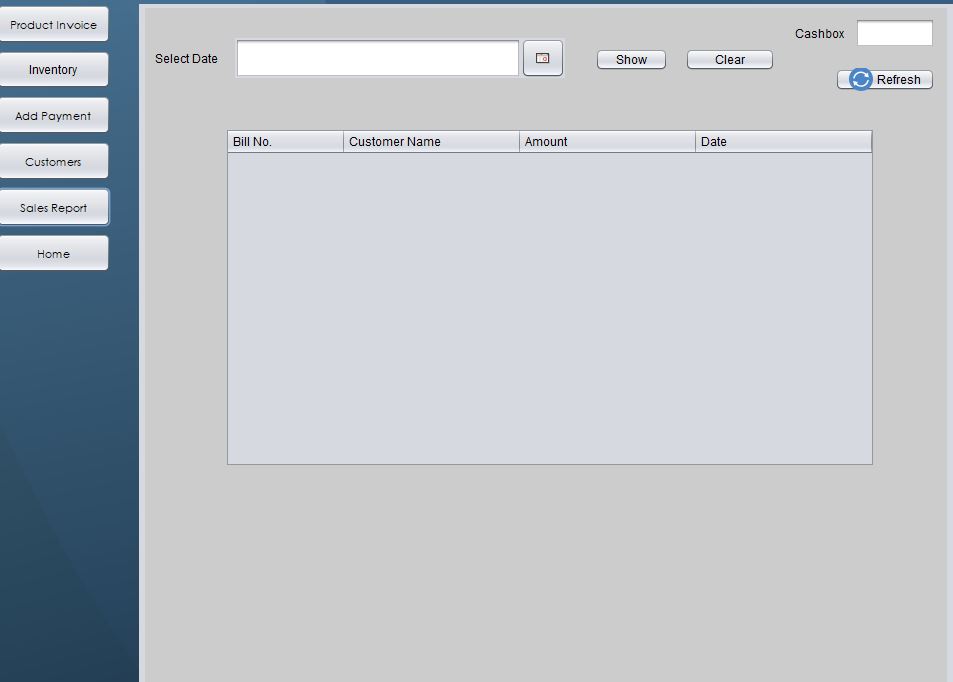 Product Invoice
Inventory
Add Payment
Customers
Sales Report
Home
Select Date
Show
Clear
Cashbox
Refresh
Bill No. Customer Name Amount Date